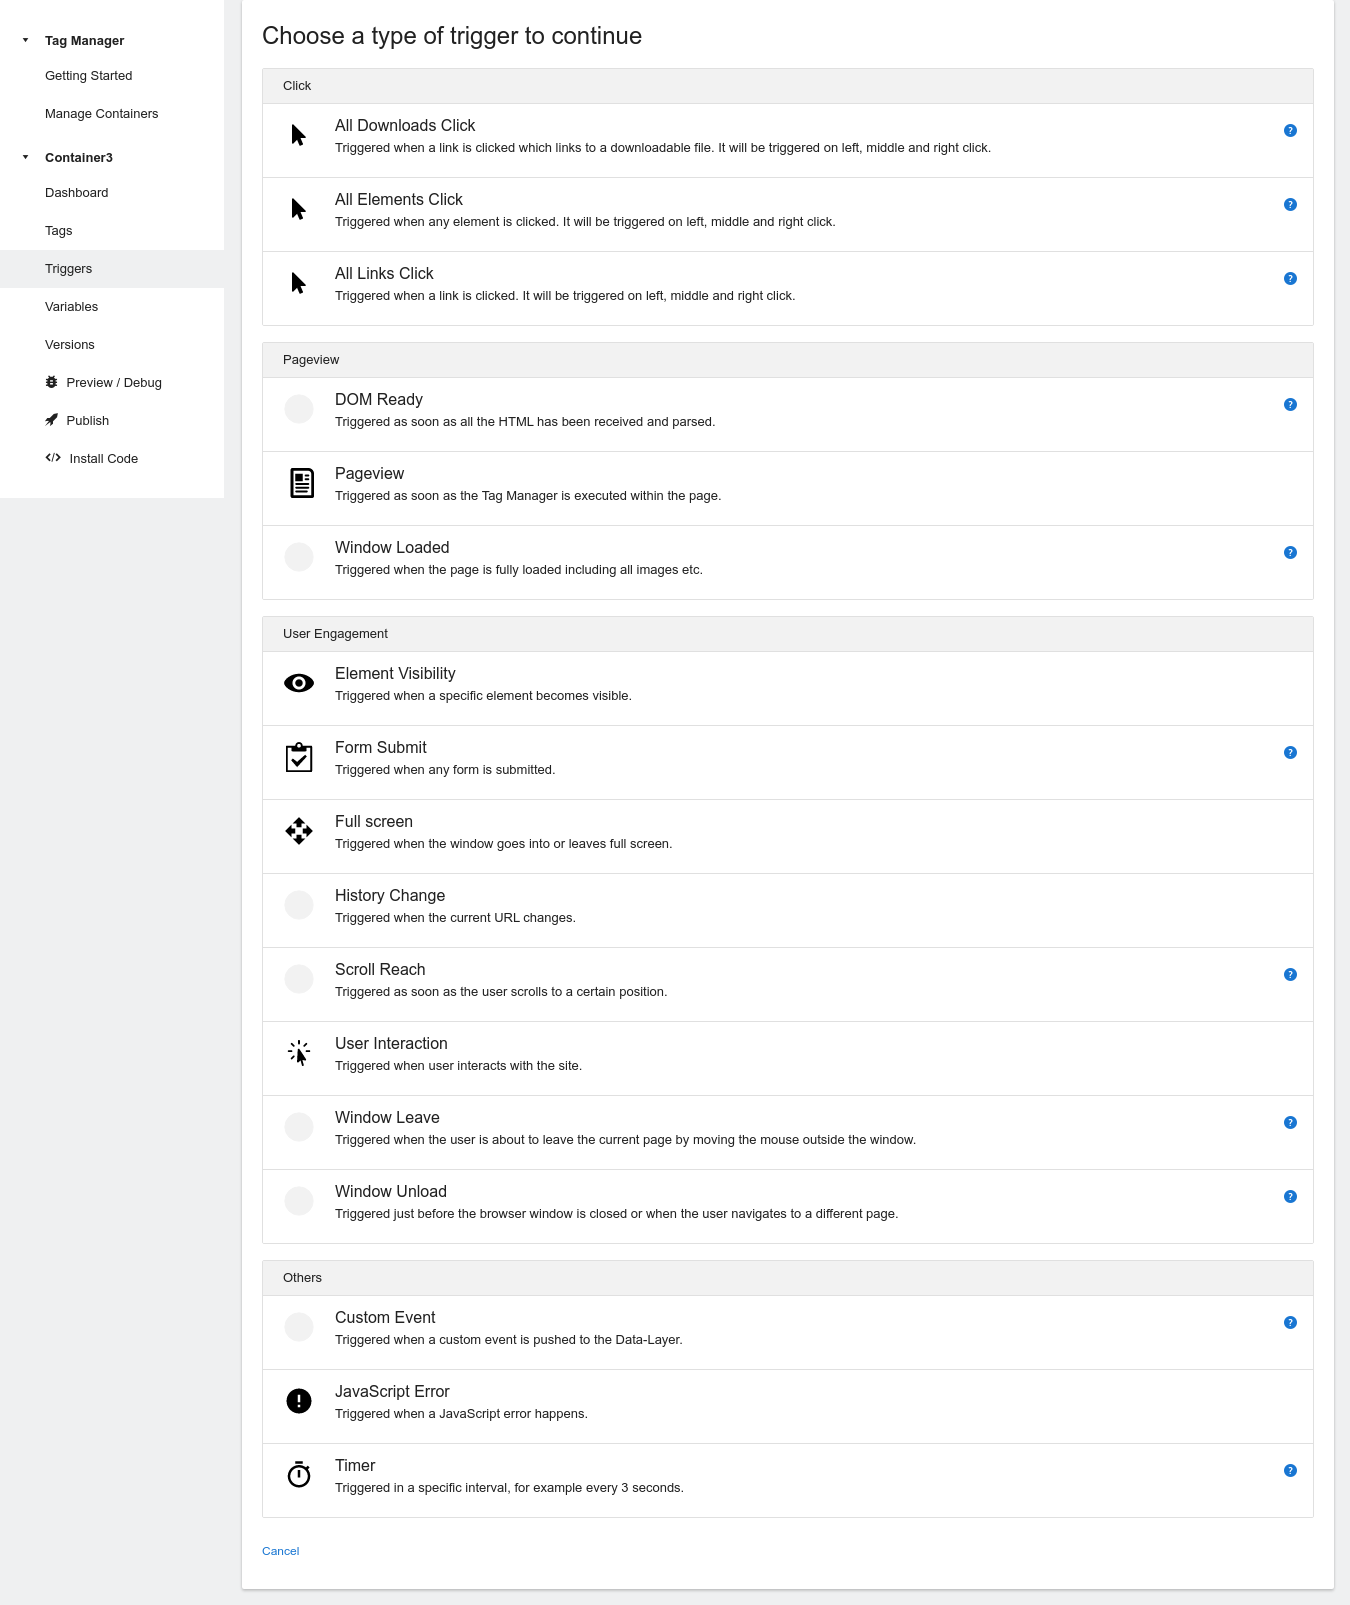 Tag Manager
Getting Started
Manage Containers
Container3
Dashboard
Tags
Triggers
Variables
Versions
Preview / Debug
Publish
Install Code
Choose a type of trigger to continue
Click
All Downloads Click
Triggered when a link is clicked which links to a downloadable file. It will be triggered on left, middle and right click.
All Elements Click
Triggered when any element is clicked. It will be triggered on left, middle and right click.
All Links Click
Triggered when a link is clicked. It will be triggered on left, middle and right click.
Pageview
DOM Ready
Triggered as soon as all the HTML has been received and parsed.
Pageview
Triggered as soon as the Tag Manager is executed within the page.
Window Loaded
Triggered when the page is fully loaded including all images etc.
User Engagement
Element Visibility
Triggered when a specific element becomes visible.
Form Submit
Triggered when any form is submitted.
Full screen
Triggered when the window goes into or leaves full screen.
History Change
Triggered when the current URL changes.
Scroll Reach
Triggered as soon as the user scrolls to a certain position.
User Interaction
Triggered when user interacts with the site.
Window Leave
Triggered when the user is about to leave the current page by moving the mouse outside the window.
Window Unload
Triggered just before the browser window is closed or when the user navigates to a different page.
Others
Custom Event
Triggered when a custom event is pushed to the Data-Layer.
JavaScript Error
Triggered when a JavaScript error happens.
Timer
Triggered in a specific interval, for example every 3 seconds.
Cancel